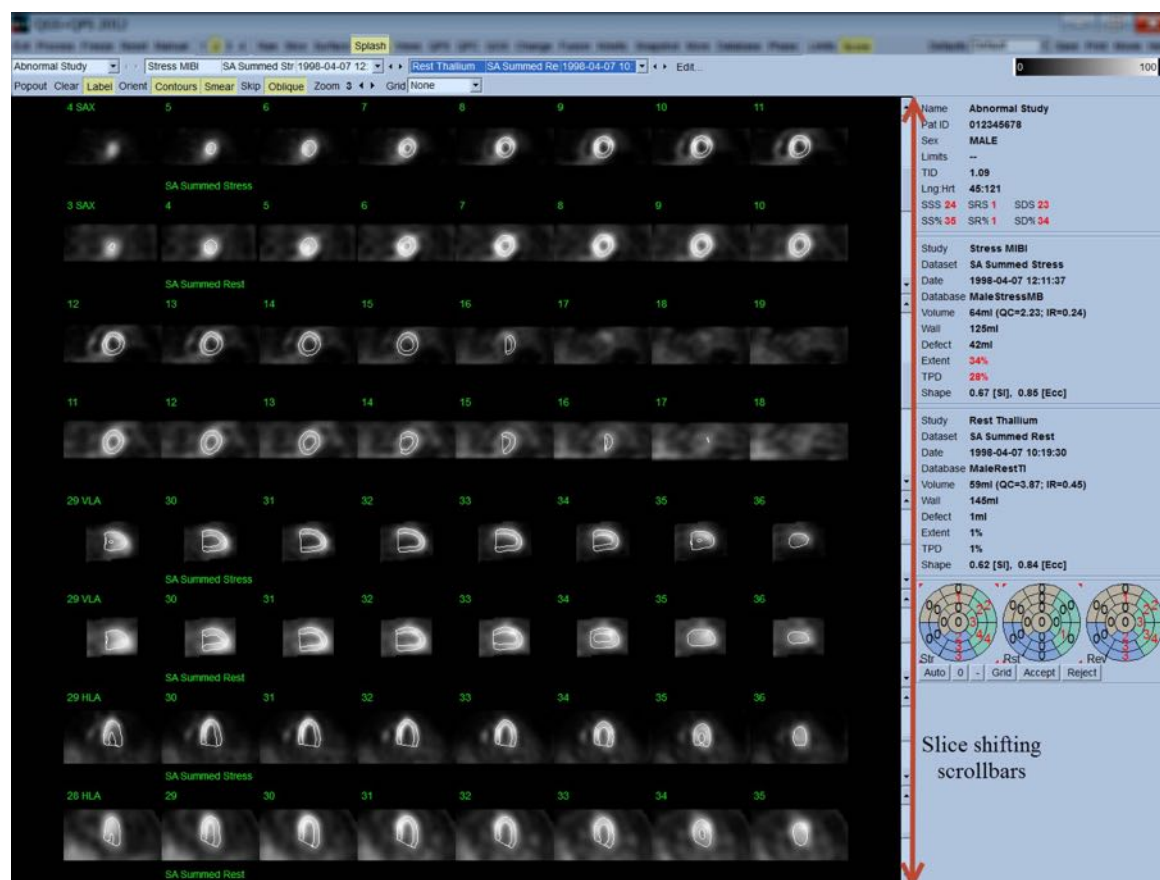 QGS+QPS 2012
Splash
Abnormal Study Stress MIBI SA Summed Str 1998-04-07 12: Rest Thallium SA Summed Re 1998-04-07 10: Edit...
0 100
Popout Clear Label Orient Contours Smear Skip Oblique Zoom 3 Grid None
4 SAX 5 6 7 8 9 10 11
SA Summed Stress
3 SAX 4 5 6 7 8 9 10
SA Summed Rest
12 13 14 15 16 17 18 19
11 12 13 14 15 16 17 18
29 VLA 30 31 32 33 34 35 36
SA Summed Stress
29 VLA 30 31 32 33 34 35 36
SA Summed Rest
29 HLA 30 31 32 33 34 35 36
SA Summed Stress
28 HLA 29 30 31 32 33 34 35
SA Summed Rest
Name Abnormal Study
Pat ID 012345678
Sex MALE
Limits --
TID 1.09
Lng:Hrt 45:121
SSS 24 SRS 1 SDS 23
SS% 35 SR% 1 SD% 34
Study Stress MIBI
Dataset SA Summed Stress
Date 1998-04-07 12:11:37
Database MaleStressMB
Volume 64ml (QC=2.23; IR=0.24)
Wall 125ml
Defect 42ml
Extent 34%
TPD 28%
Shape 0.67 [SI], 0.85 [Ecc]
Study Rest Thallium
Dataset SA Summed Rest
Date 1998-04-07 10:19:30
Database MaleRestTl
Volume 59ml (QC=3.87; IR=0.45)
Wall 145ml
Defect 1ml
Extent 1%
TPD 1%
Shape 0.62 [SI], 0.84 [Ecc]
Str Rst Rev
Auto 0 - Grid Accept Reject
Slice shifting
scrollbars